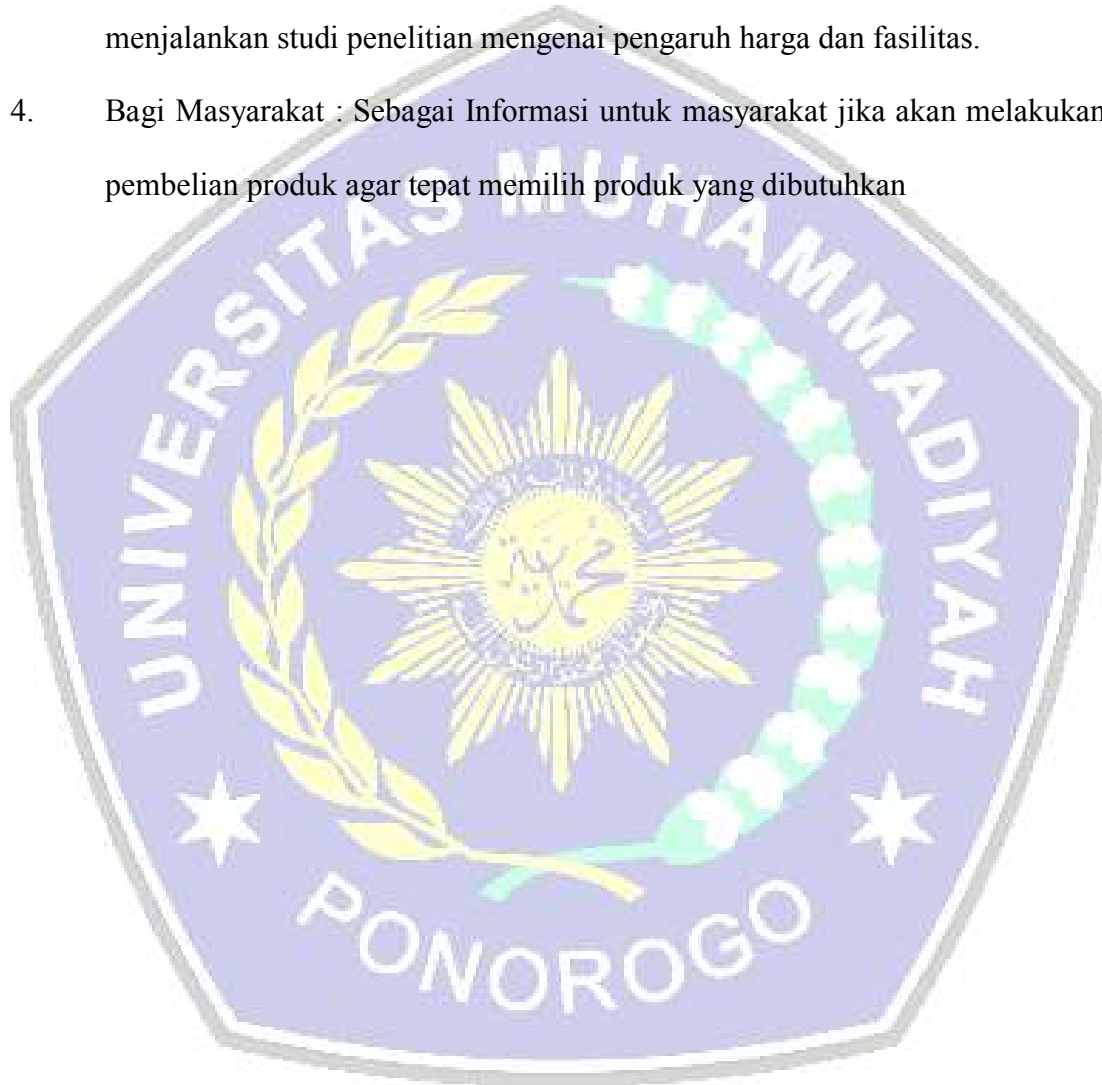 menjalankan studi penelitian mengenai pengaruh harga dan fasilitas.
4. Bagi Masyarakat : Sebagai Informasi untuk masyarakat jika akan melakukan
pembelian produk agar tepat memilih produk yang dibutuhkan
UNIVERSITAS MUHAMMADIYAH
PONOROGO